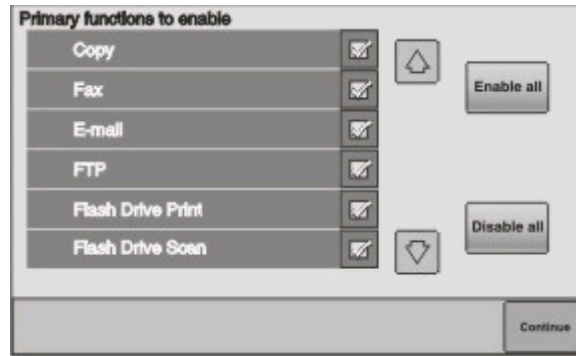 Primary functions to enable
Copy
Fax
E-mail
FTP
Flash Drive Print
Flash Drive Scan
Enable all
Disable all
Continue